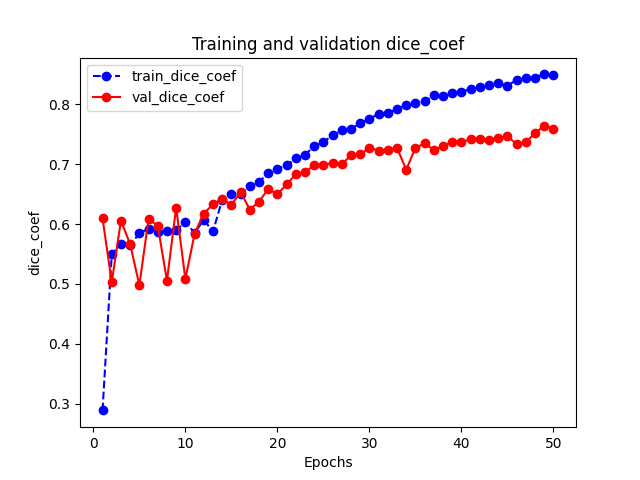 Training and validation dice_coef
train_dice_coef
val_dice_coef
dice_coef
0.8
0.7
0.6
0.5
0.4
0.3
0
10
20
30
40
50
Epochs